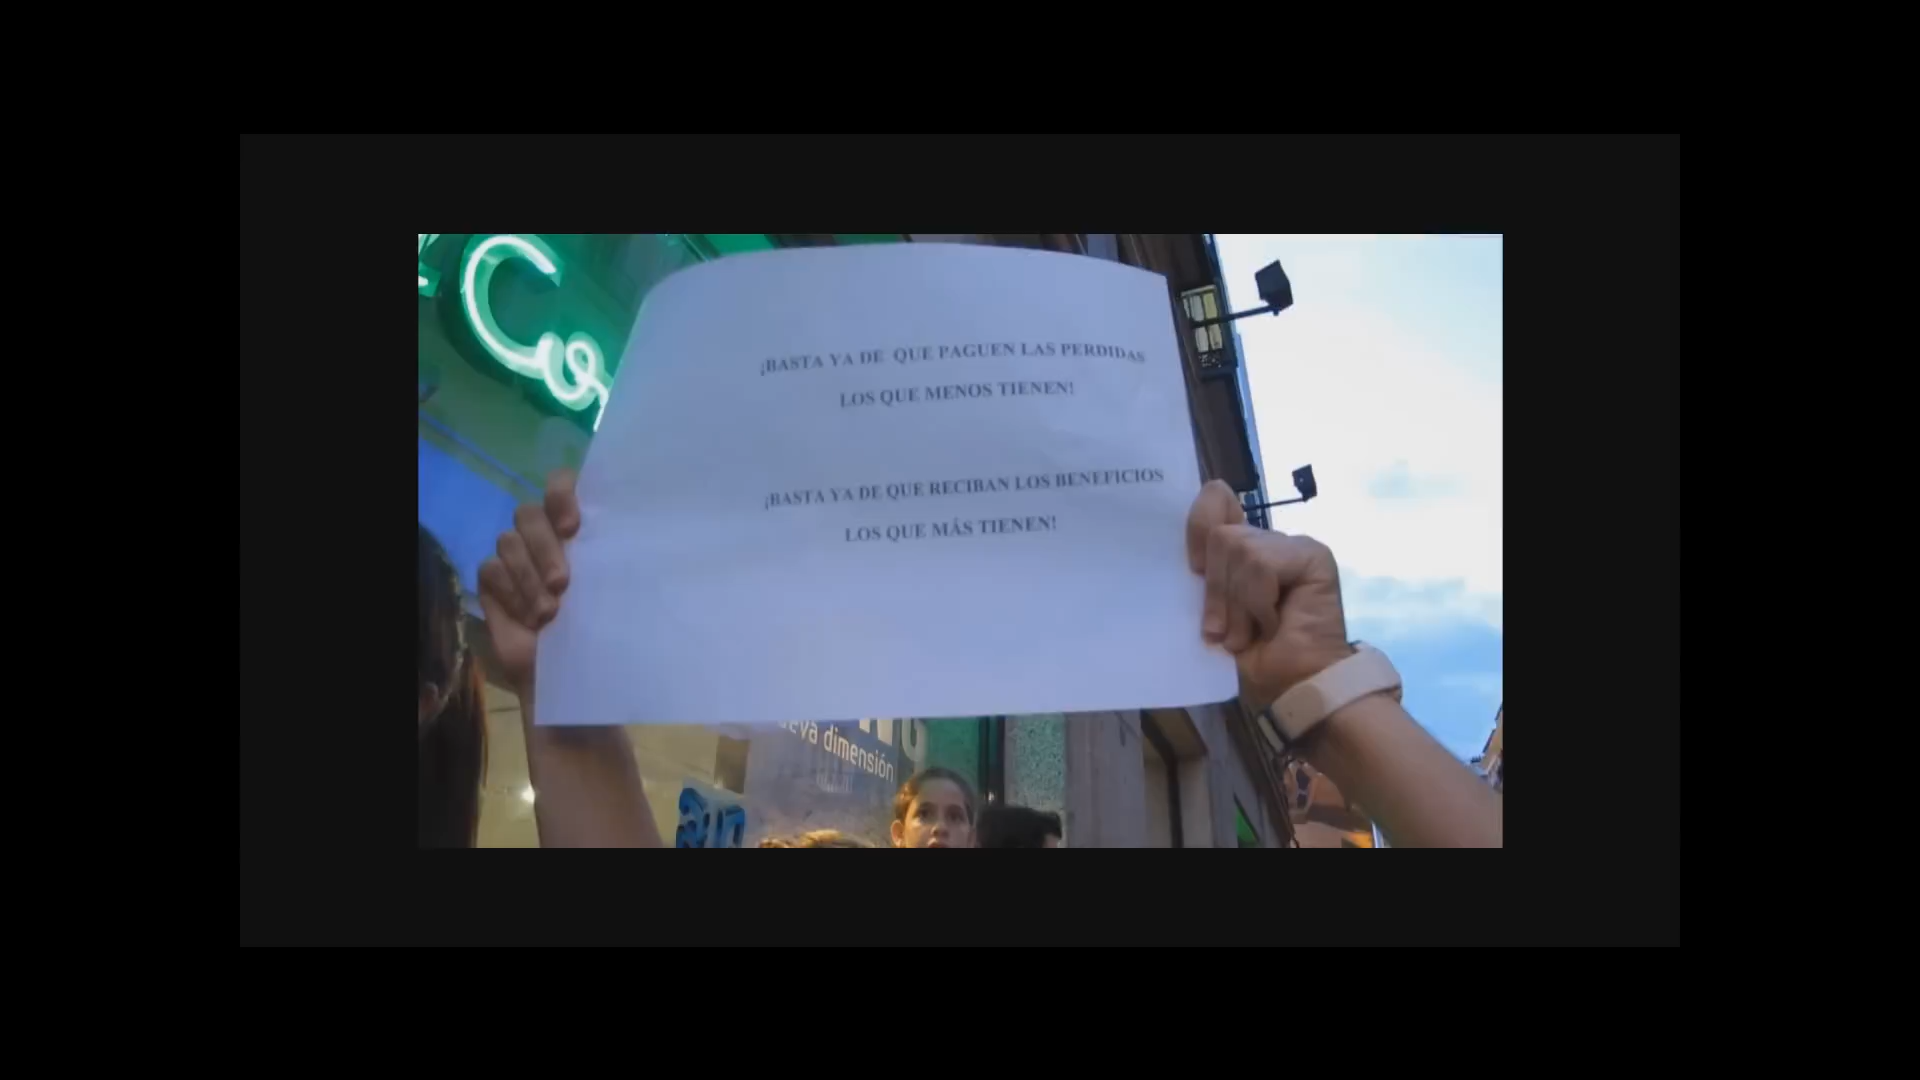 Co
¡BASTA YA DE QUE PAGUEN LAS PERDIDAS
LOS QUE MENOS TIENEN!
¡BASTA YA DE QUE RECIBAN LOS BENEFICIOS
LOS QUE MÁS TIENEN!
dimensión